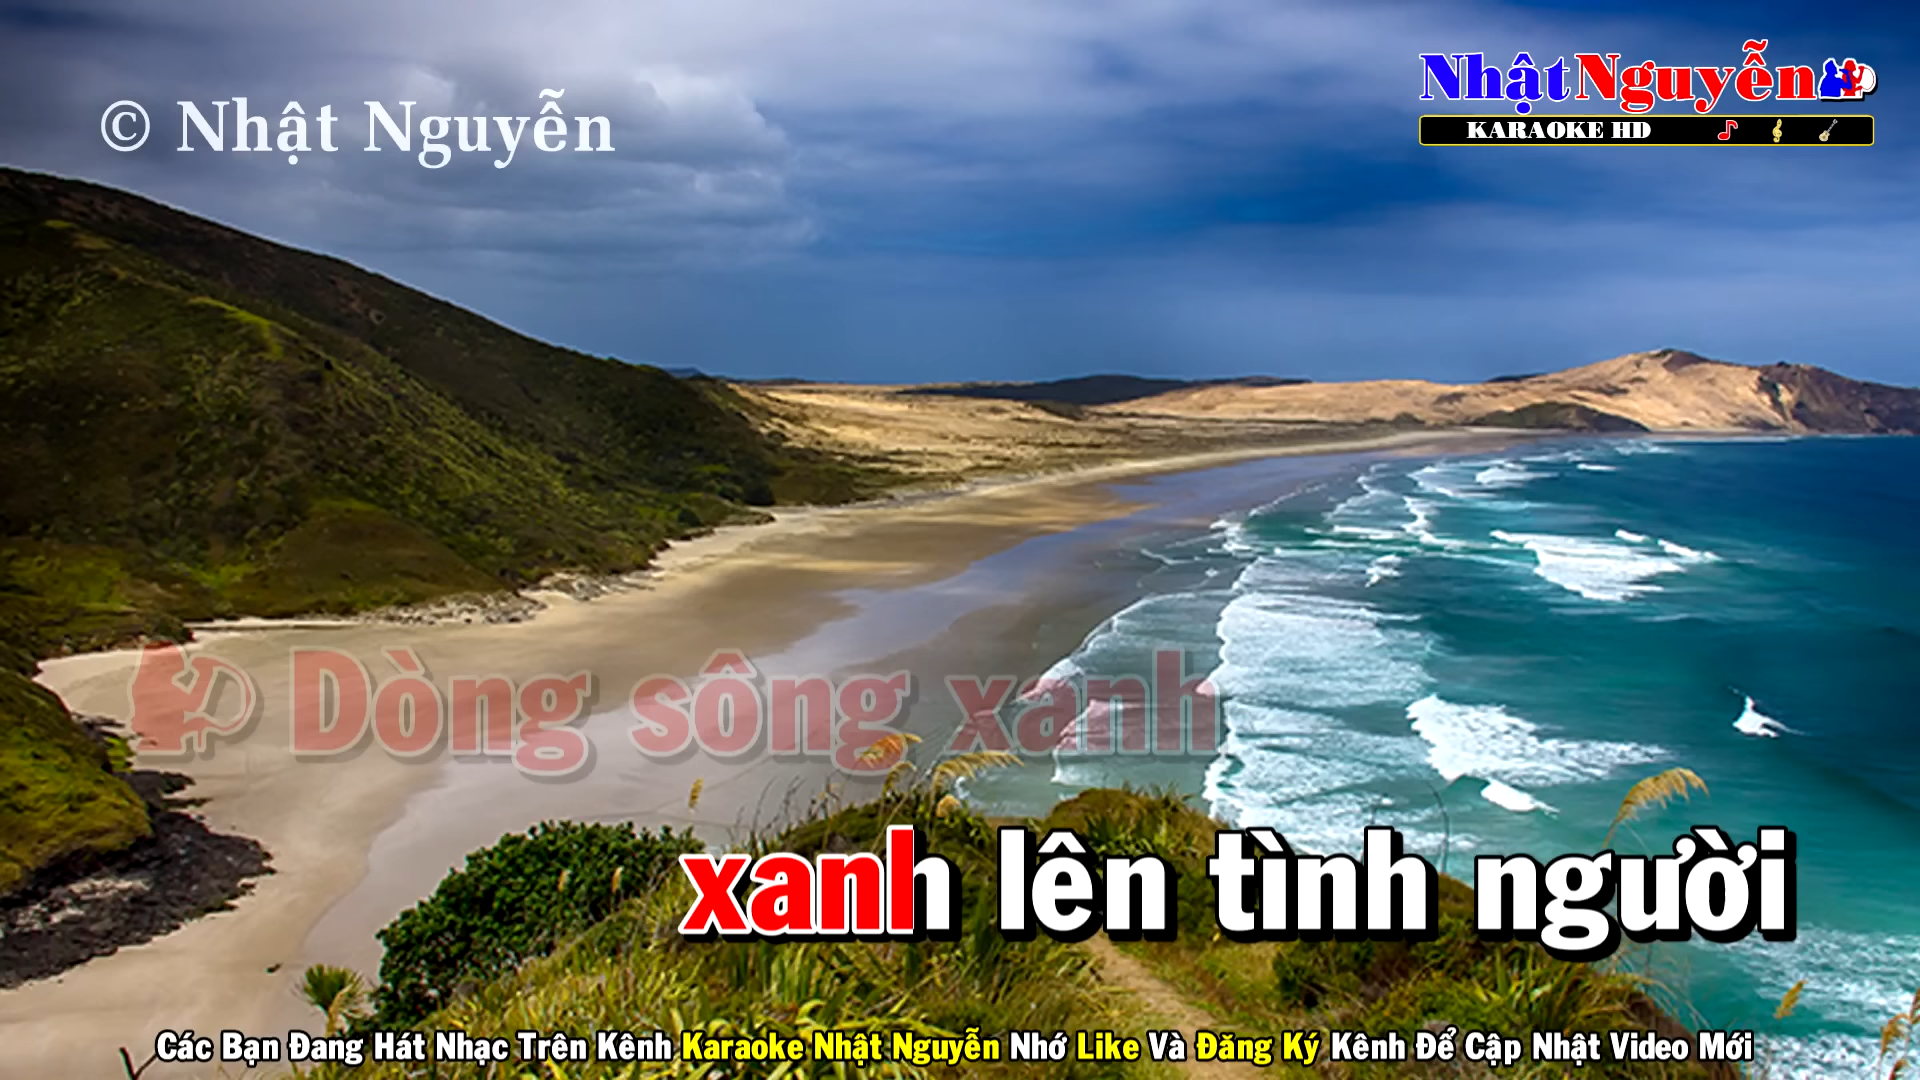 © Nhật Nguyễn
Nhật Nguyễn
KARAOKE HD
Dòng sông xanh
xanh lên tình người
Các Bạn Đang Hát Nhạc Trên Kênh Karaoke Nhật Nguyễn Nhớ Like Và Đăng Ký Kênh Để Cập Nhật Video Mới